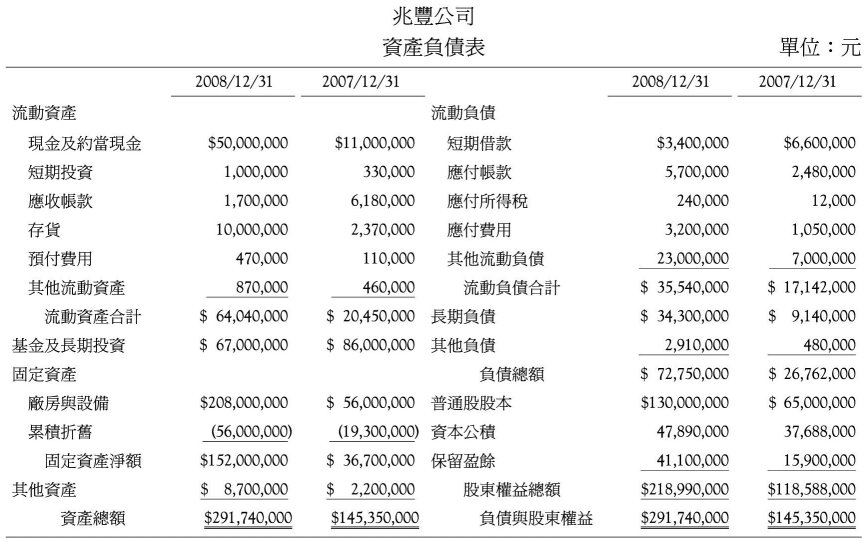 兆豐公司
資產負債表 單位：元
2008/12/31 2007/12/31 2008/12/31 2007/12/31
流動資產 流動負債
現金及約當現金 $50,000,000 $11,000,000 短期借款 $3,400,000 $6,600,000
短期投資 1,000,000 330,000 應付帳款 5,700,000 2,480,000
應收帳款 1,700,000 6,180,000 應付所得稅 240,000 12,000
存貨 10,000,000 2,370,000 應付費用 3,200,000 1,050,000
預付費用 470,000 110,000 其他流動負債 23,000,000 7,000,000
其他流動資產 870,000 460,000 流動負債合計 $ 35,540,000 $ 17,142,000
流動資產合計 $ 64,040,000 $ 20,450,000 長期負債 $ 34,300,000 $ 9,140,000
基金及長期投資 $ 67,000,000 $ 86,000,000 其他負債 2,910,000 480,000
固定資產 負債總額 $ 72,750,000 $ 26,762,000
廠房與設備 $208,000,000 $ 56,000,000 普通股股本 $130,000,000 $ 65,000,000
累積折舊 (56,000,000) (19,300,000) 資本公積 47,890,000 37,688,000
固定資產淨額 $152,000,000 $ 36,700,000 保留盈餘 41,100,000 15,900,000
其他資產 $ 8,700,000 $ 2,200,000 股東權益總額 $218,990,000 $118,588,000
資產總額 $291,740,000 $145,350,000 負債與股東權益 $291,740,000 $145,350,000